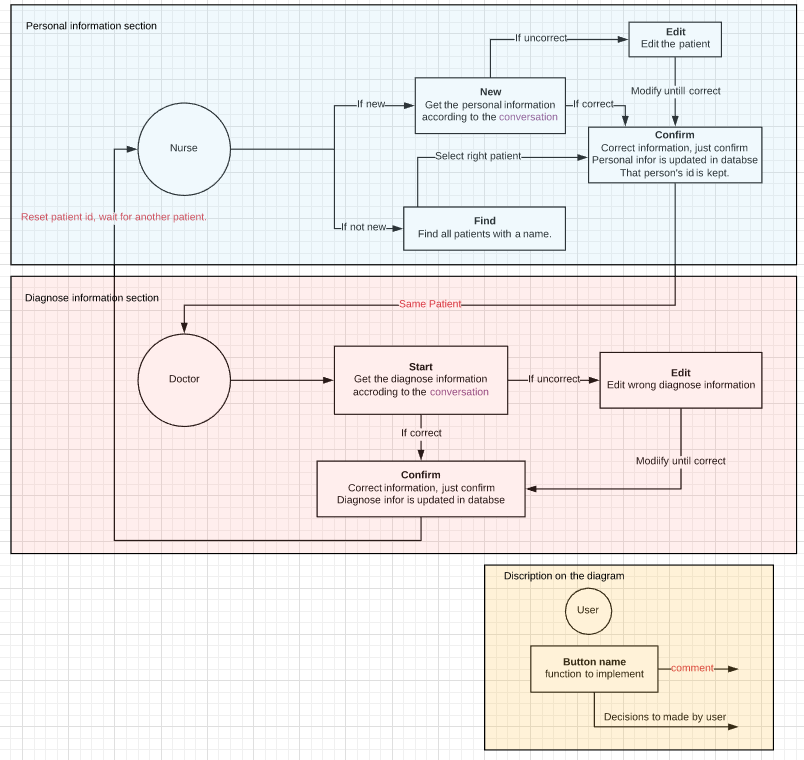 Personal information section
Edit
Edit the patient
If uncorrect
Modify untill correct
New
Get the personal information
according to the conversation
If new
If correct
Nurse
Confirm
Correct information, just confirm
Personal infor is updated in databse
That person's id is kept.
Select right patient
Reset patient id, wait for another patient.
If not new
Find
Find all patients with a name.
Diagnose information section
Same Patient
Doctor
Start
Get the diagnose information
accroding to the conversation
If uncorrect
Edit
Edit wrong diagnose information
If correct
Modiify until correct
Confirm
Correct information, just confirm
Diagnose infor is updated in databse
Discription on the diagram
User
Button name
function to implement
comment
Decisions to made by user